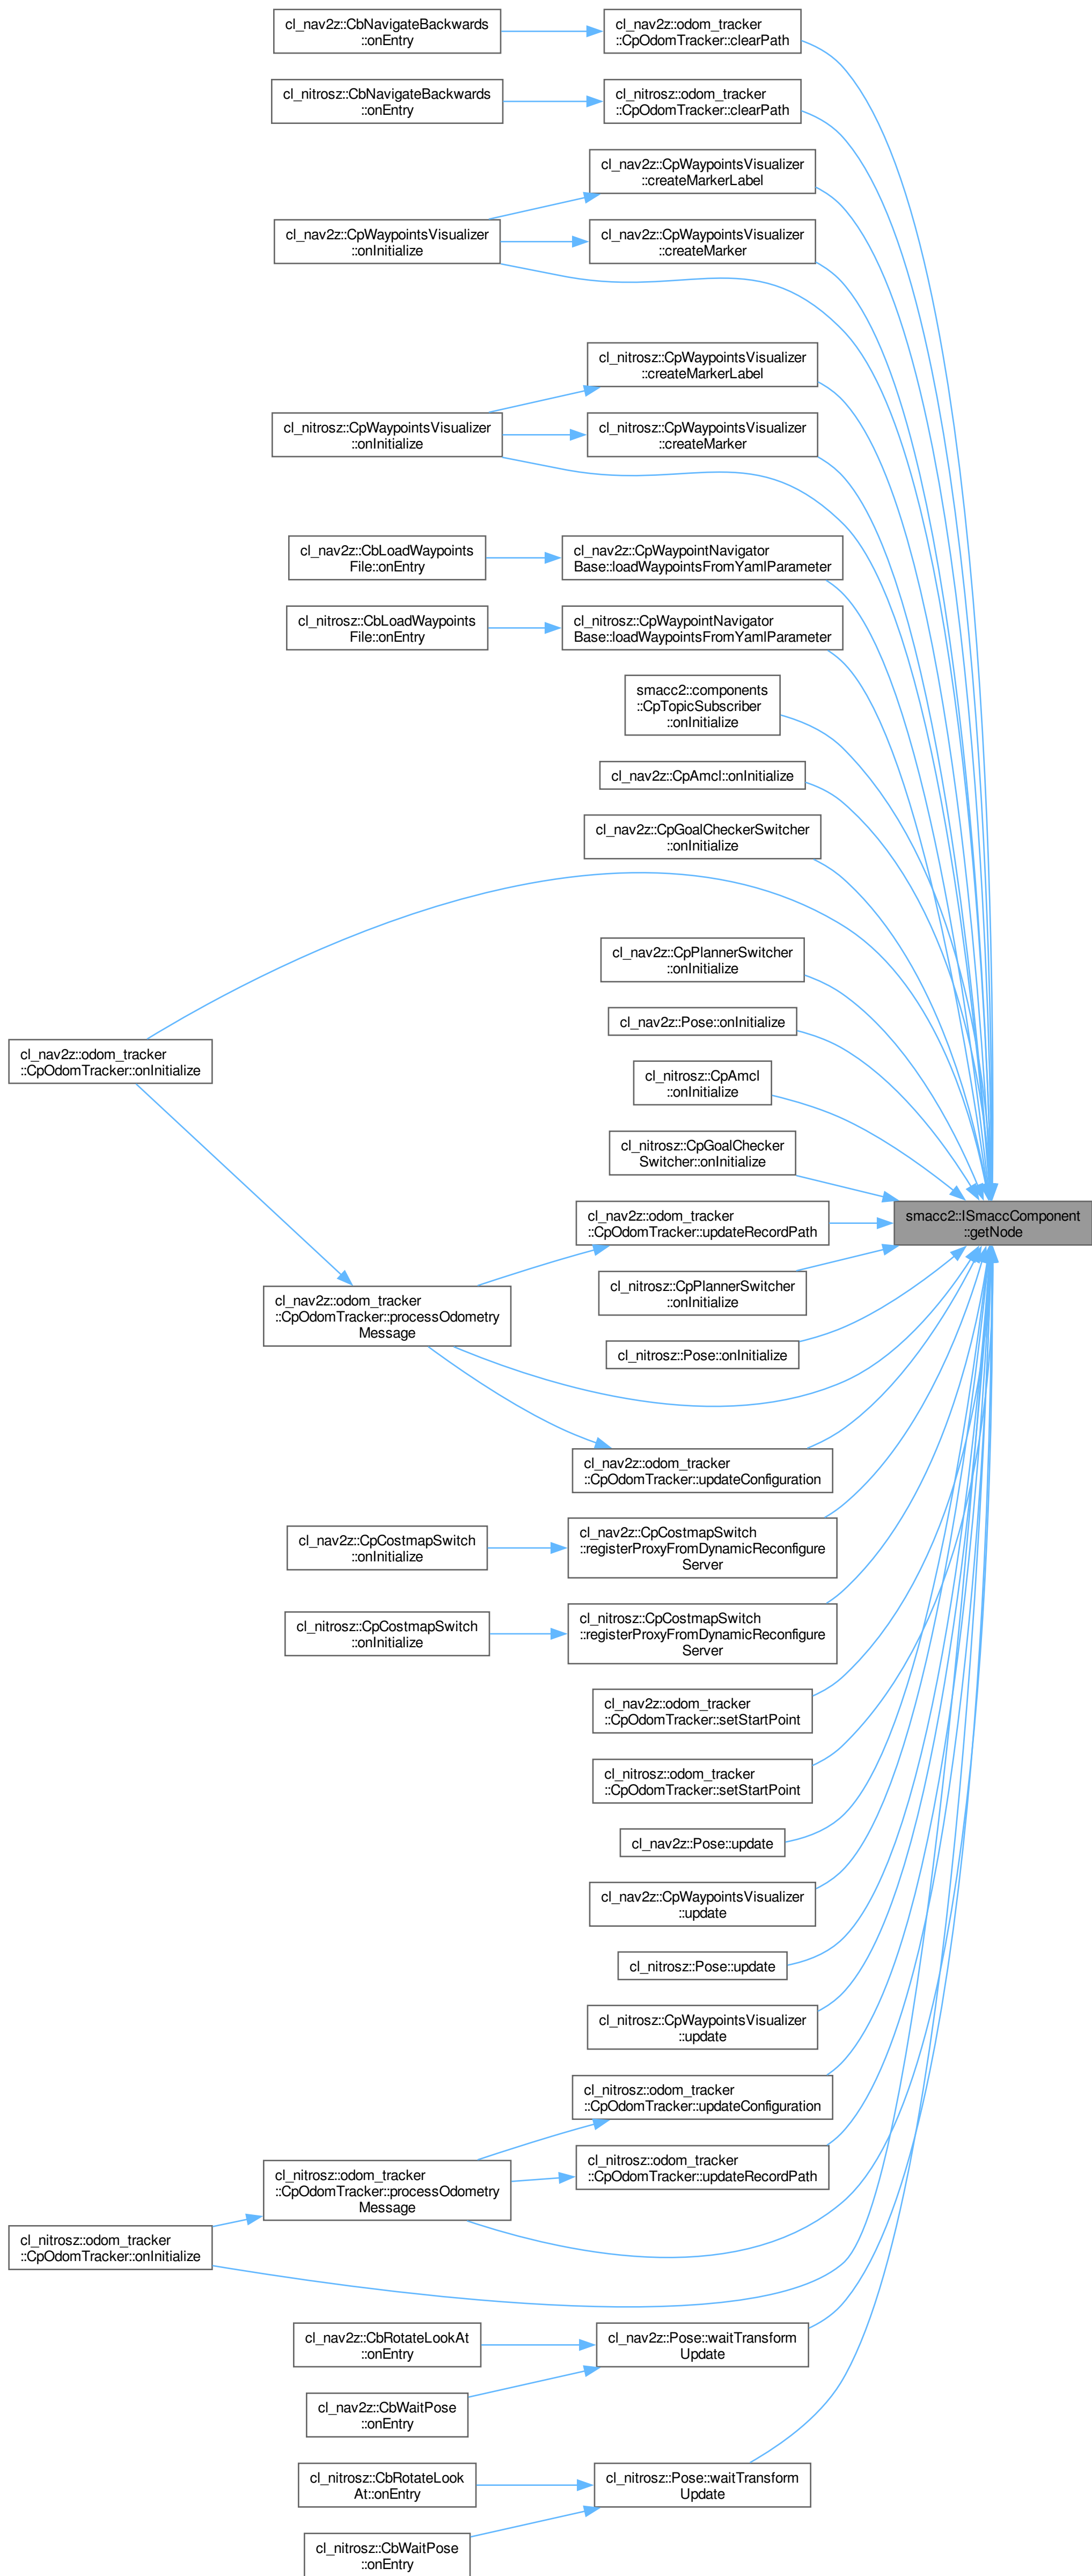 cl_nav2z::CbNavigateBackwards
::onEntry
cl_nav2z::odom_tracker
::CpOdomTracker::clearPath
cl_nitrosz::CbNavigateBackwards
::onEntry
cl_nitrosz::odom_tracker
::CpOdomTracker::clearPath
cl_nav2z::CpWaypointsVisualizer
::createMarkerLabel
cl_nav2z::CpWaypointsVisualizer
::onInitialize
cl_nav2z::CpWaypointsVisualizer
::createMarker
cl_nitrosz::CpWaypointsVisualizer
::createMarkerLabel
cl_nitrosz::CpWaypointsVisualizer
::onInitialize
cl_nitrosz::CpWaypointsVisualizer
::createMarker
cl_nav2z::CbLoadWaypoints
File::onEntry
cl_nav2z::CpWaypointNavigator
Base::loadWaypointsFromYamlParameter
cl_nitrosz::CbLoadWaypoints
File::onEntry
cl_nitrosz::CpWaypointNavigator
Base::loadWaypointsFromYamlParameter
smacc2::components
::CpTopicSubscriber
::onInitialize
cl_nav2z::CpAmcl::onInitialize
cl_nav2z::CpGoalCheckerSwitcher
::onInitialize
cl_nav2z::CpPlannerSwitcher
::onInitialize
cl_nav2z::Pose::onInitialize
cl_nav2z::odom_tracker
::CpOdomTracker::onInitialize
cl_nitrosz::CpAmcl
::onInitialize
cl_nitrosz::CpGoalChecker
Switcher::onInitialize
smacc2::ISmaccComponent
::getNode
cl_nav2z::odom_tracker
::CpOdomTracker::updateRecordPath
cl_nitrosz::CpPlannerSwitcher
::onInitialize
cl_nav2z::odom_tracker
::CpOdomTracker::processOdometry
Message
cl_nitrosz::Pose::onInitialize
cl_nav2z::odom_tracker
::CpOdomTracker::updateConfiguration
cl_nav2z::CpCostmapSwitch
::onInitialize
cl_nav2z::CpCostmapSwitch
::registerProxyFromDynamicReconfigure
Server
cl_nitrosz::CpCostmapSwitch
::onInitialize
cl_nitrosz::CpCostmapSwitch
::registerProxyFromDynamicReconfigure
Server
cl_nav2z::odom_tracker
::CpOdomTracker::setStartPoint
cl_nitrosz::odom_tracker
::CpOdomTracker::setStartPoint
cl_nav2z::Pose::update
cl_nav2z::CpWaypointsVisualizer
::update
cl_nitrosz::Pose::update
cl_nitrosz::CpWaypointsVisualizer
::update
cl_nitrosz::odom_tracker
::CpOdomTracker::updateConfiguration
cl_nitrosz::odom_tracker
::CpOdomTracker::updateRecordPath
cl_nitrosz::odom_tracker
::CpOdomTracker::processOdometry
Message
cl_nitrosz::odom_tracker
::CpOdomTracker::onInitialize
cl_nav2z::CbRotateLookAt
::onEntry
cl_nav2z::Pose::waitTransform
Update
cl_nav2z::CbWaitPose
::onEntry
cl_nitrosz::CbRotateLook
At::onEntry
cl_nitrosz::Pose::waitTransform
Update
cl_nitrosz::CbWaitPose
::onEntry